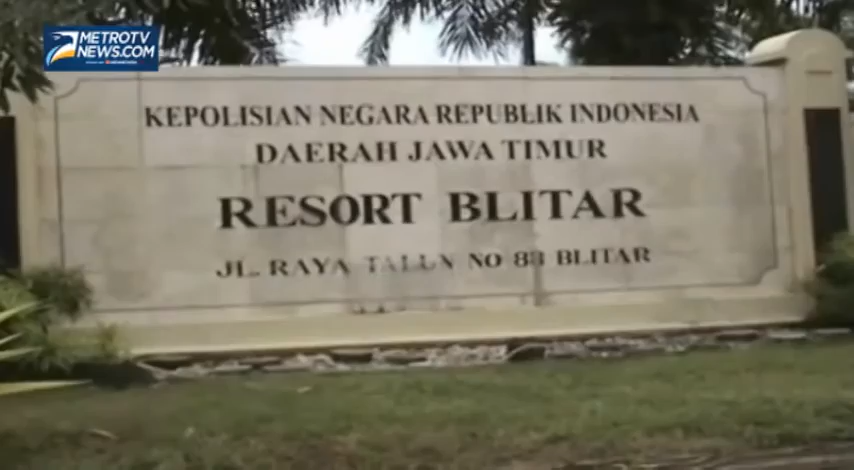 METROTV
NEWS.COM
KEPOLISIAN NEGARA REPUBLIK INDONESIA
DAERAH JAWA TIMUR
RESORT BLITAR
JL. RAYA TALUN NO 83 BLITAR